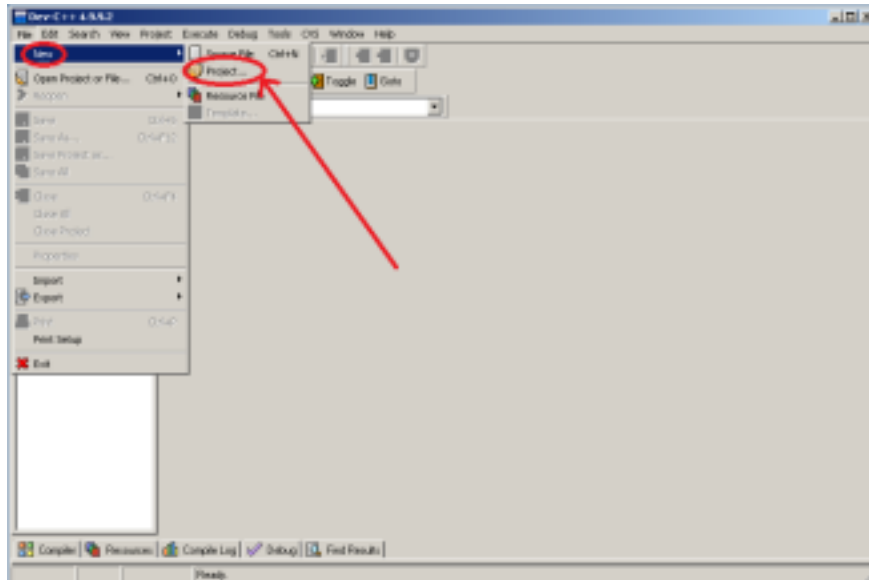 Dev-C++ 4.9.9.2
File Edit Search View Project Execute Debug Tools CVS Window Help
New
Source File Ctrl+N
Project...
Resource File
Template...
Open Project or File... Ctrl+O
Reopen
Toggle Goto
Save
Save As...
Save Project as...
Save All
Close
Close All
Close Project
Properties
Import
Export
Print
Print Setup
Exit
Compiler Resources Compile Log Debug Find Results
Ready.